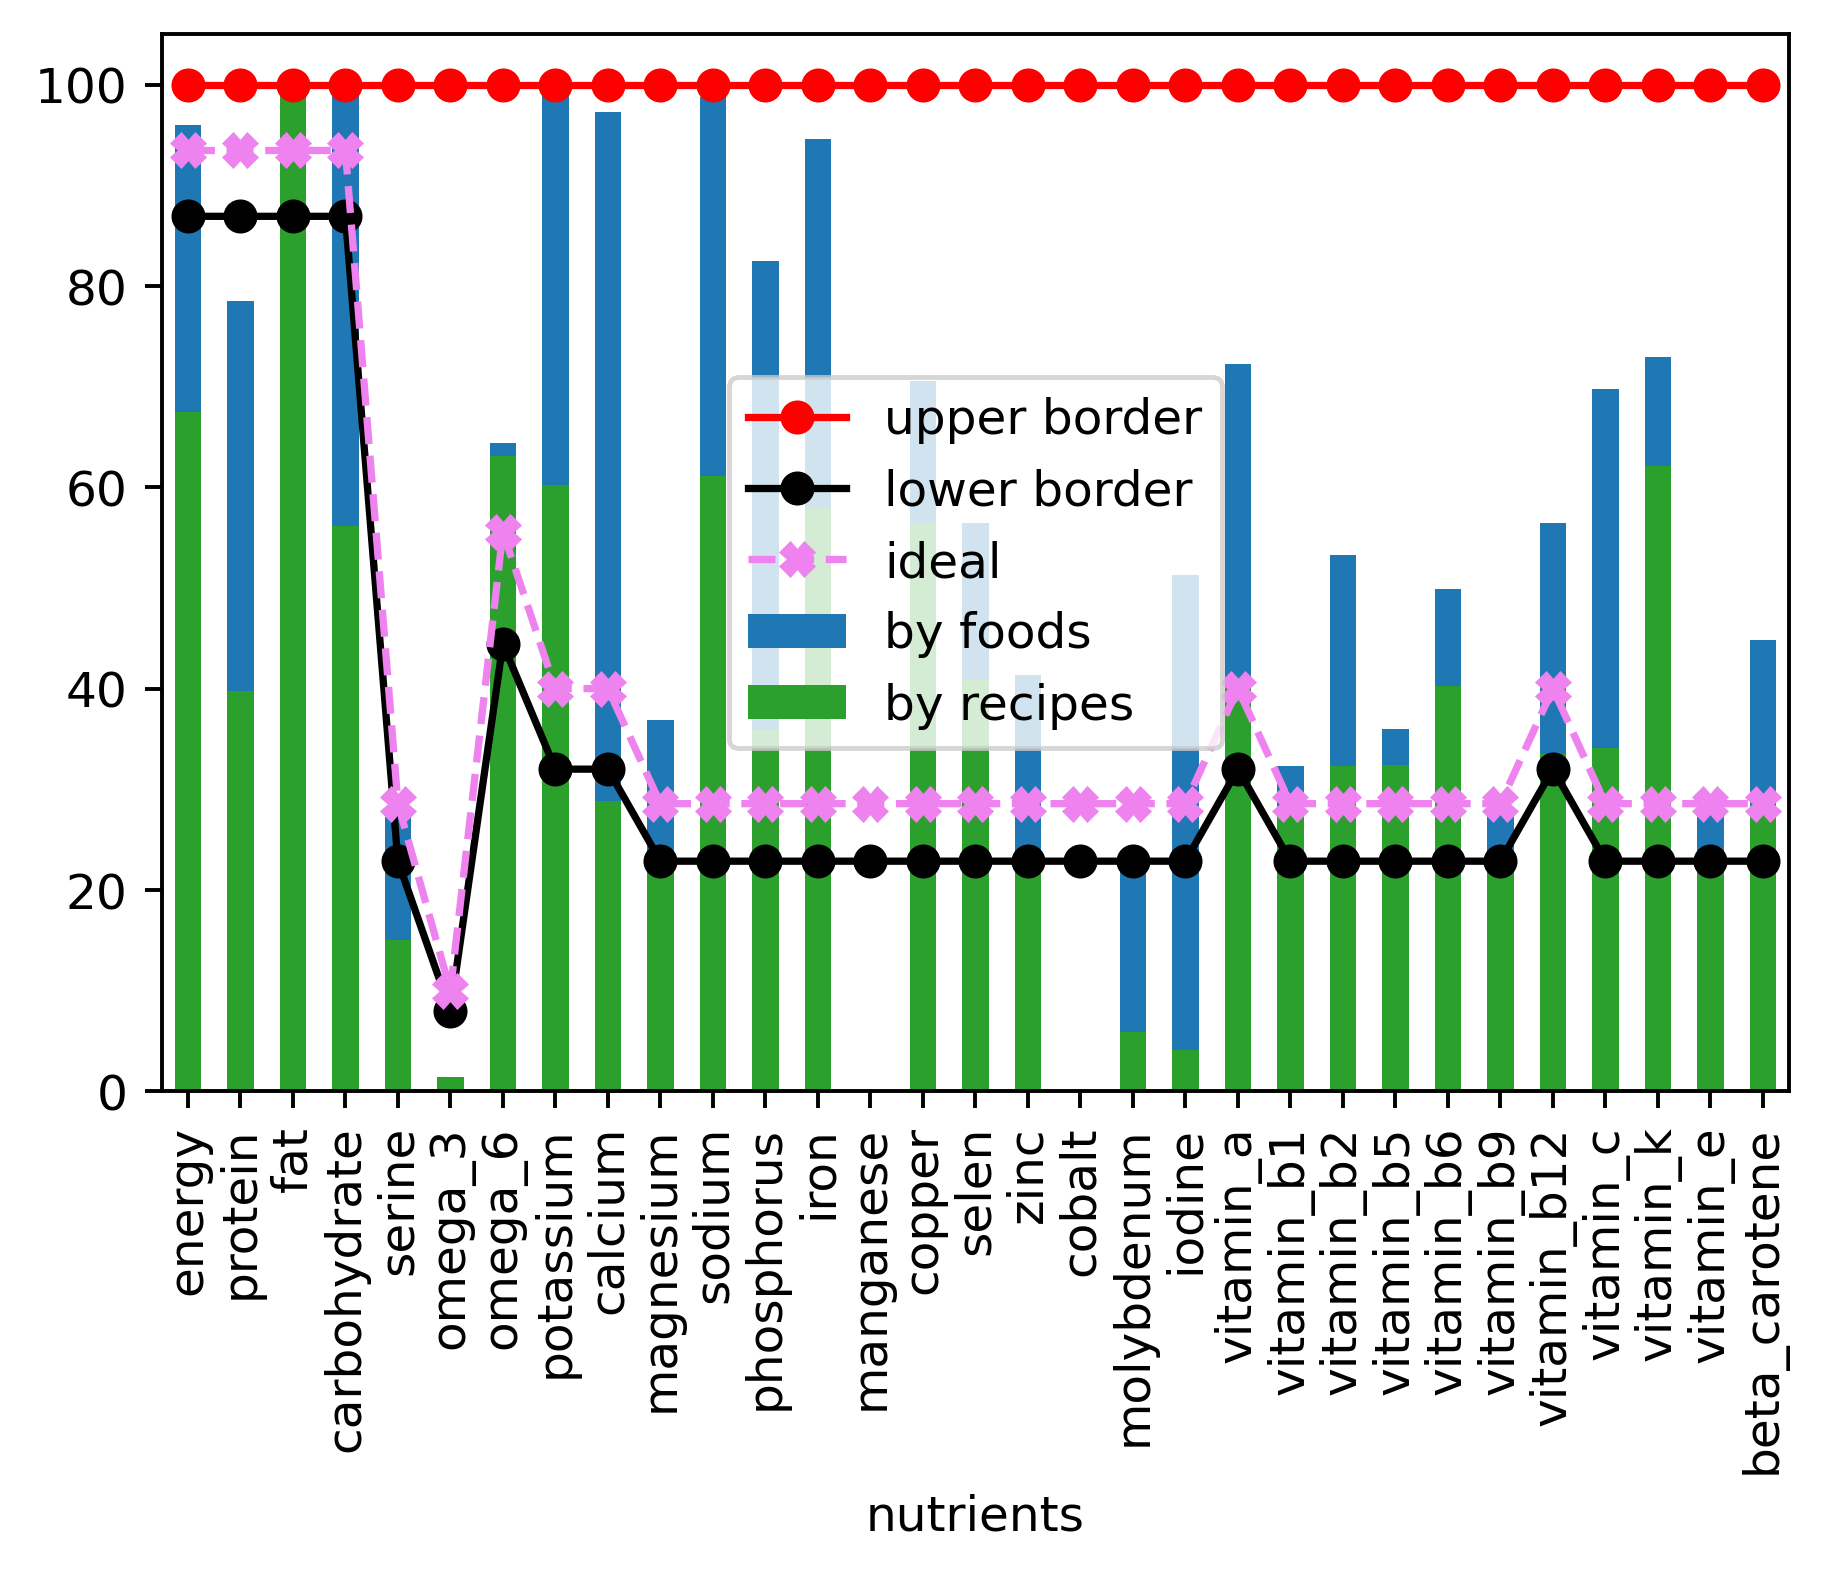 100
80
60
40
20
0
upper border
lower border
ideal
by foods
by recipes
energy
protein
fat
carbohydrate
serine
omega_3
omega_6
potassium
calcium
magnesium
sodium
phosphorus
iron
manganese
copper
selen
zinc
cobalt
molybdenum
iodine
vitamin_a
vitamin_b1
vitamin_b2
vitamin_b5
vitamin_b6
vitamin_b9
vitamin_b12
vitamin_c
vitamin_k
vitamin_e
beta_carotene
nutrients